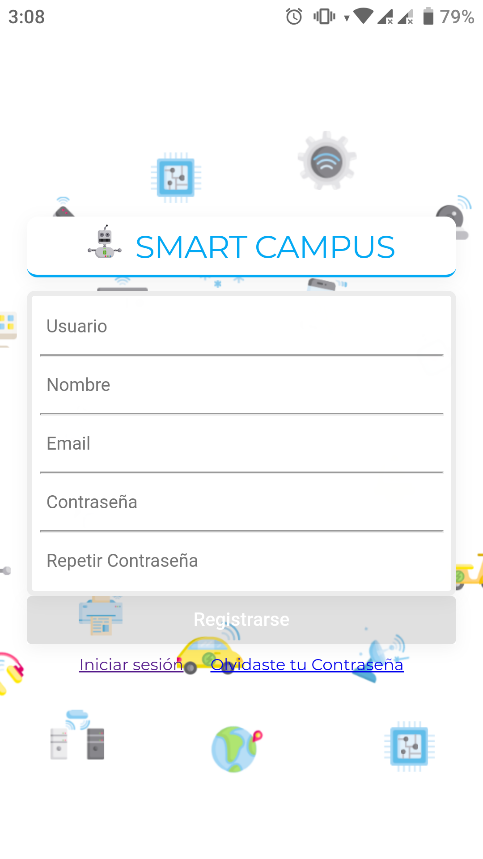 3:08
79%
SMART CAMPUS
Usuario
Nombre
Email
Contraseña
Repetir Contraseña
Registrarse
Iniciar sesión Olvidaste tu Contraseña